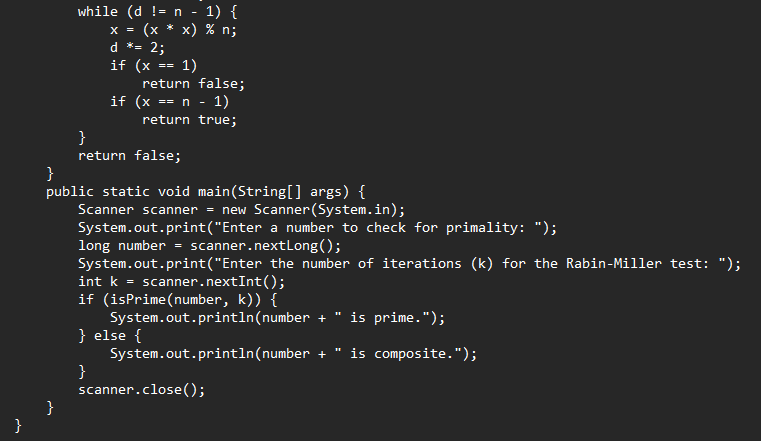 while (d != n - 1) {
x = (x * x) % n;
d *= 2;
if (x == 1)
return false;
if (x == n - 1)
return true;
}
return false;
}
public static void main(String[] args) {
Scanner scanner = new Scanner(System.in);
System.out.print("Enter a number to check for primality: ");
long number = scanner.nextLong();
System.out.print("Enter the number of iterations (k) for the Rabin-Miller test: ");
int k = scanner.nextInt();
if (isPrime(number, k)) {
System.out.println(number + " is prime.");
} else {
System.out.println(number + " is composite.");
}
scanner.close();
}
}